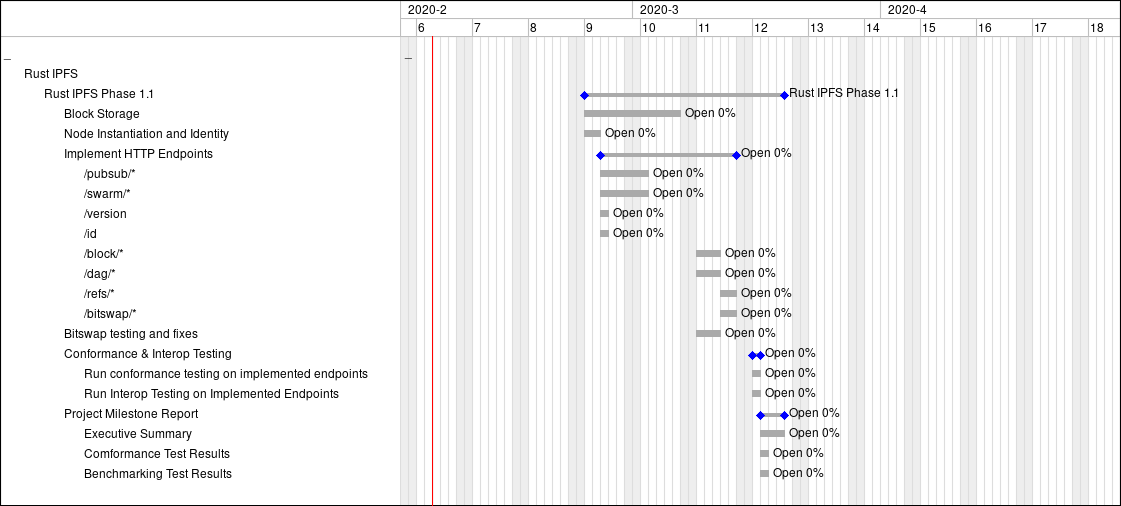 2020-2 2020-3 2020-4
6 7 8 9 10 11 12 13 14 15 16 17 18
Rust IPFS
Rust IPFS Phase 1.1 Rust IPFS Phase 1.1
Block Storage Open 0%
Node Instantiation and Identity Open 0%
Implement HTTP Endpoints Open 0%
/pubsub/* Open 0%
/swarm/* Open 0%
/version Open 0%
/id Open 0%
/block/* Open 0%
/dag/* Open 0%
/refs/* Open 0%
/bitswap/* Open 0%
Bitswap testing and fixes Open 0%
Conformance & Interop Testing Open 0%
Run conformance testing on implemented endpoints Open 0%
Run Interop Testing on Implemented Endpoints Open 0%
Project Milestone Report Open 0%
Executive Summary Open 0%
Comformance Test Results Open 0%
Benchmarking Test Results Open 0%